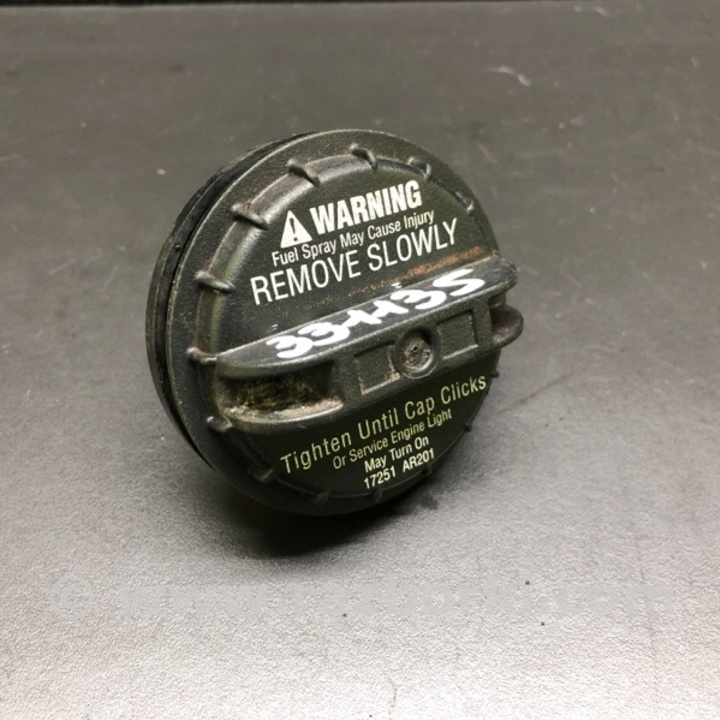 WARNING
Fuel Spray May Cause Injury
REMOVE SLOWLY
334435
Tighten Until Cap Clicks
Or Service Engine Light
May Turn On
17251 AR201